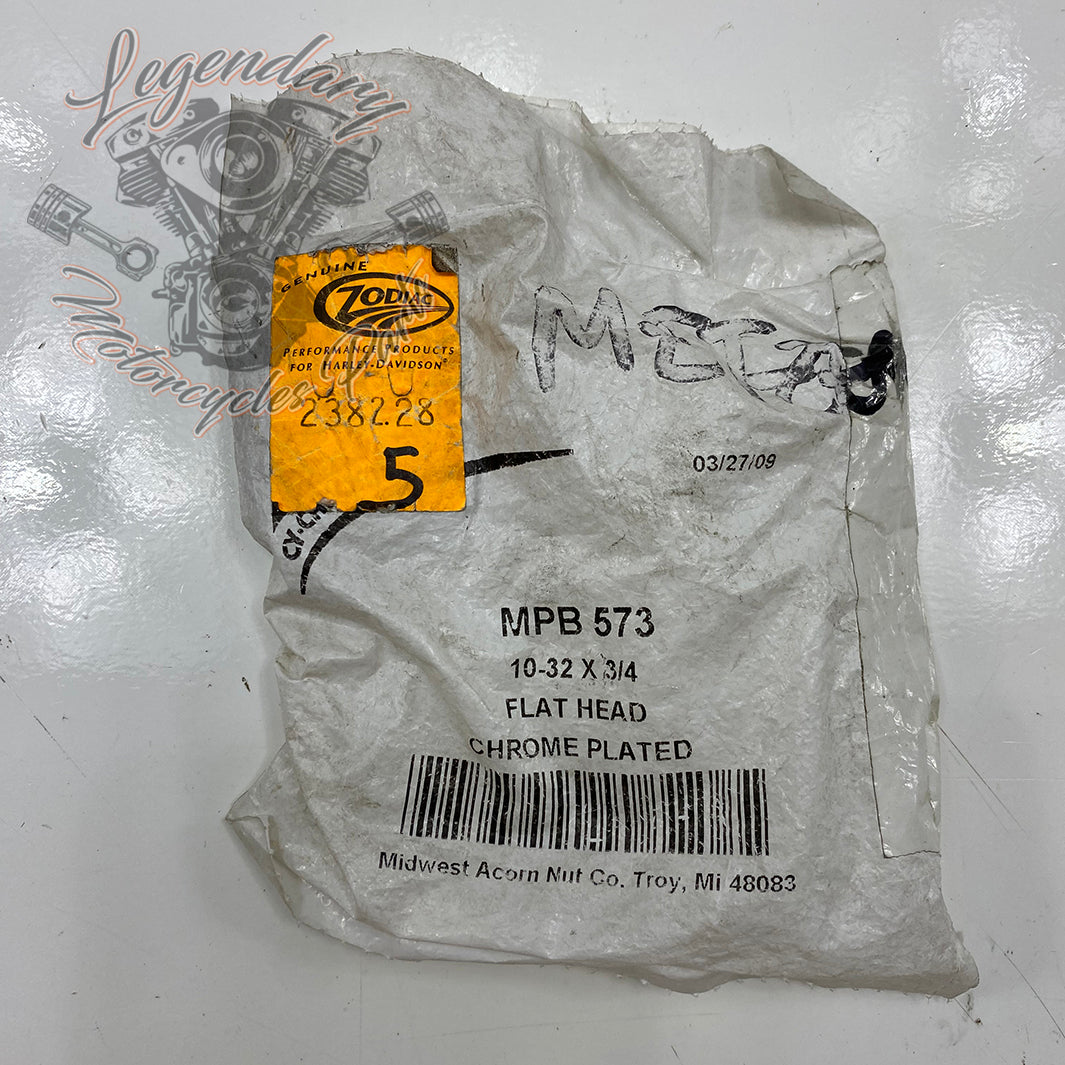 Legendary
Motorcycles Parts
GENUINE
ZODIAC
PERFORMANCE PRODUCTS
FOR HARLEY-DAVIDSON®
238228
5
03/27/09
MPB 573
10-32 X 3/4
FLAT HEAD
CHROME PLATED
Midwest Acorn Nut Co. Troy, Mi 48083